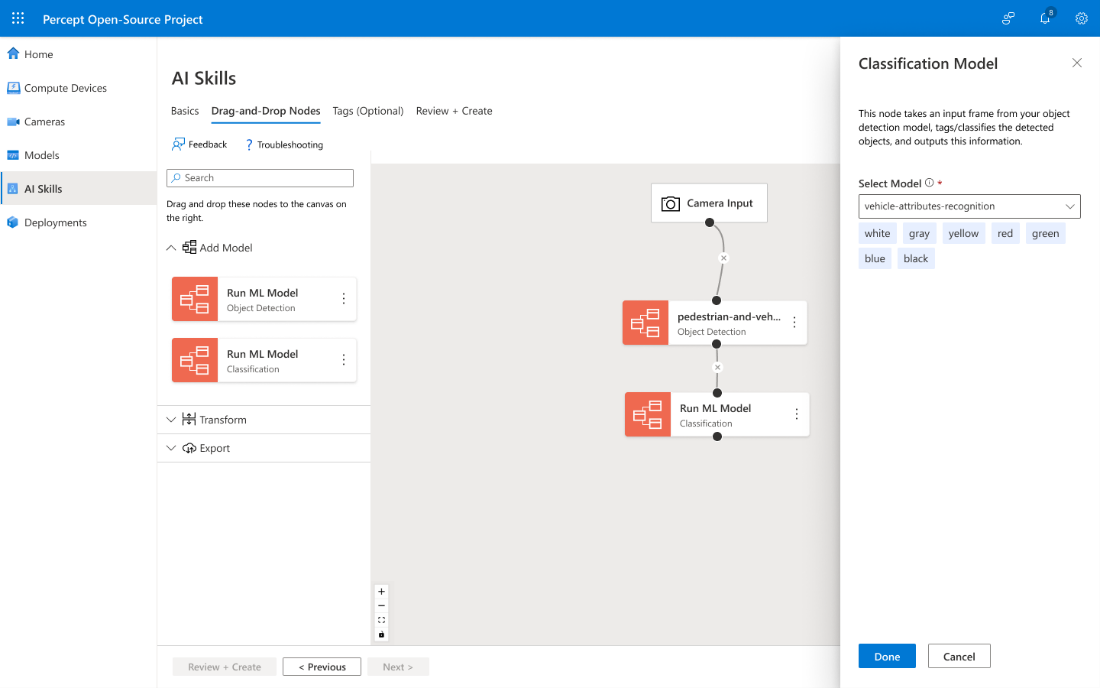 Percept Open-Source Project
8
Home
Compute Devices
Cameras
Models
AI Skills
Deployments
AI Skills
Basics Drag-and-Drop Nodes Tags (Optional) Review + Create
Feedback ? Troubleshooting
Search
Drag and drop these nodes to the canvas on
the right.
Add Model
Run ML Model
Object Detection
Run ML Model
Classification
Transform
Export
Camera Input
pedestrian-and-veh...
Object Detection
Run ML Model
Classification
Review + Create
< Previous
Next >
Classification Model
This node takes an input frame from your object
detection model, tags/classifies the detected
objects, and outputs this information.
Select Model *
vehicle-attributes-recognition
white gray yellow red green
blue black
Done Cancel